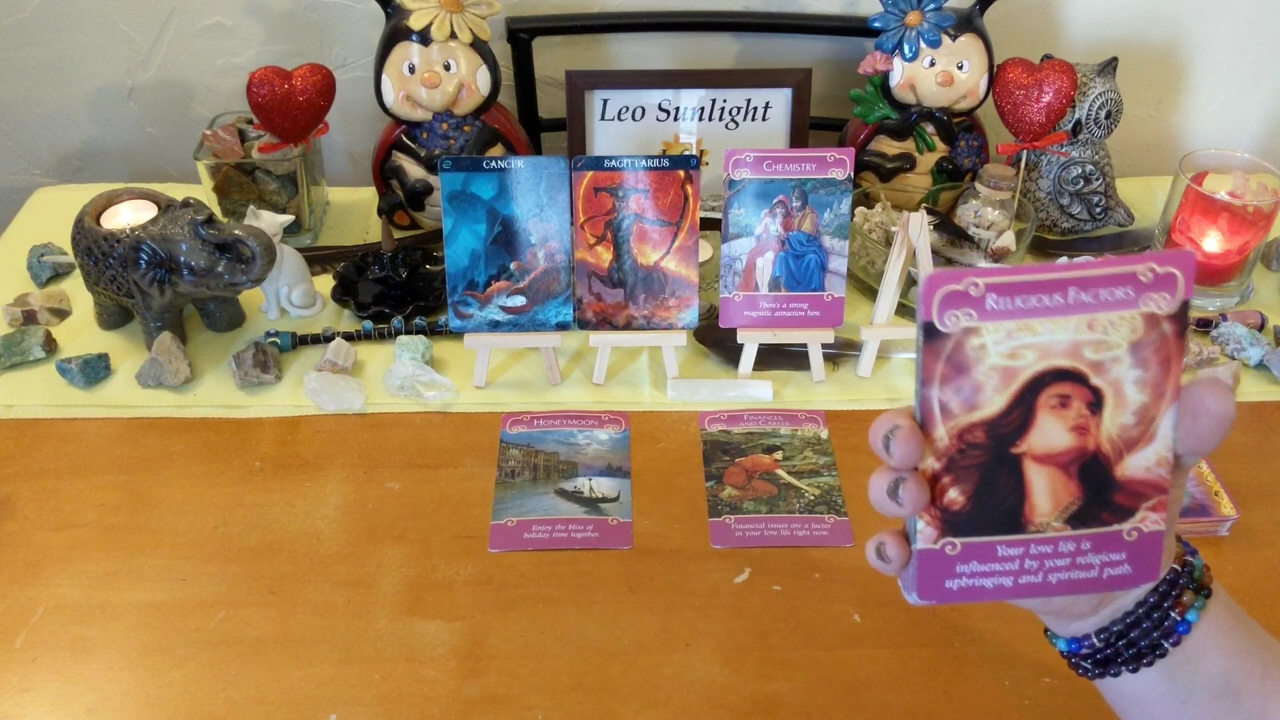 Leo Sunlight
CANCER
SAGITTARIUS 9
CHEMISTRY
There's a strong
magnetic attraction here.
RELIGIOUS FACTORS
Your love life is
influenced by your religious
upbringing and spiritual path.
HONEYMOON
Enjoy the bliss of
holiday time together.
FINANCES
AND CAREER
Financial issues are a factor
in your love life right now.